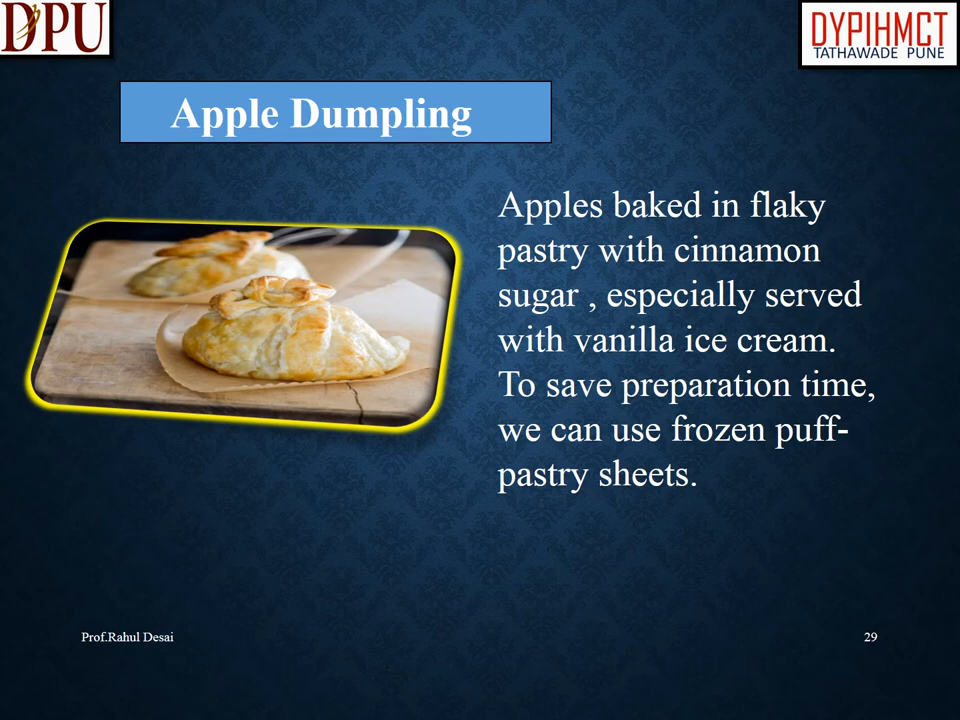 DPU
DYPIHMCT
TATHAWADE PUNE
Apple Dumpling
Apples baked in flaky
pastry with cinnamon
sugar , especially served
with vanilla ice cream.
To save preparation time,
we can use frozen puff-
pastry sheets.
Prof.Rahul Desai
29